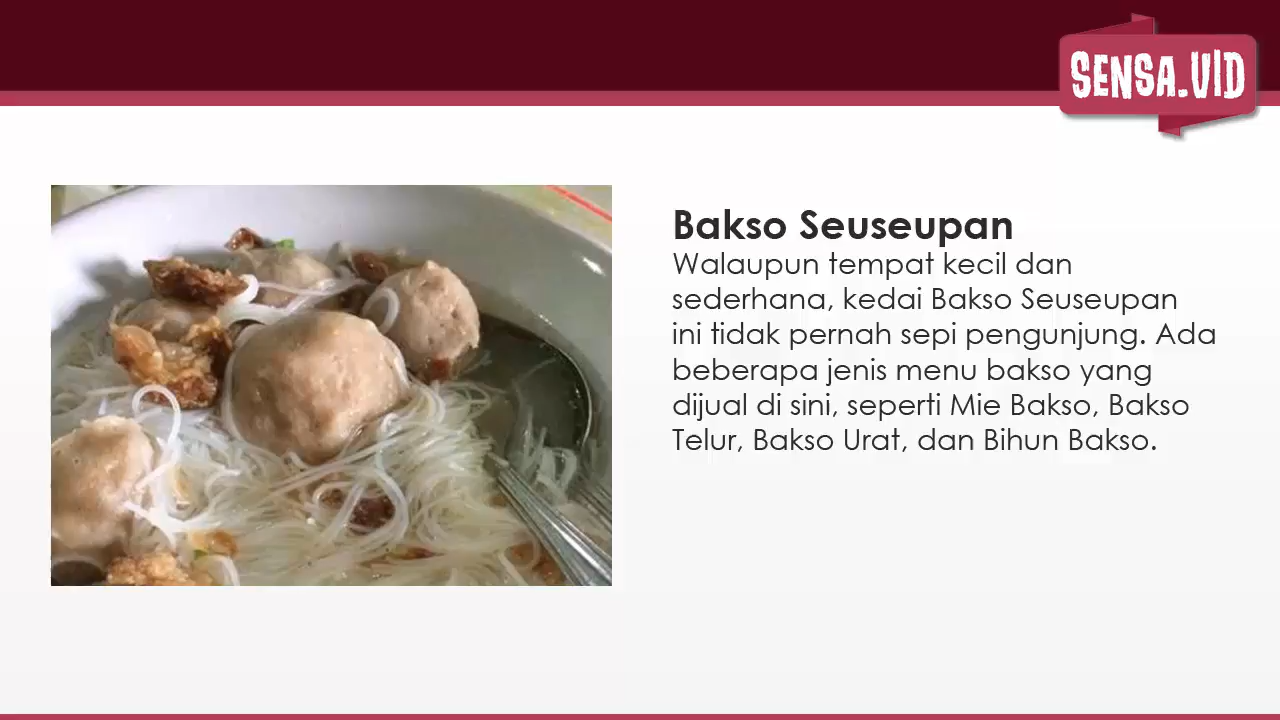 SENSA.VID
Bakso Seuseupan
Walaupun tempat kecil dan
sederhana, kedai Bakso Seuseupan
ini tidak pernah sepi pengunjung. Ada
beberapa jenis menu bakso yang
dijual di sini, seperti Mie Bakso, Bakso
Telur, Bakso Urat, dan Bihun Bakso.